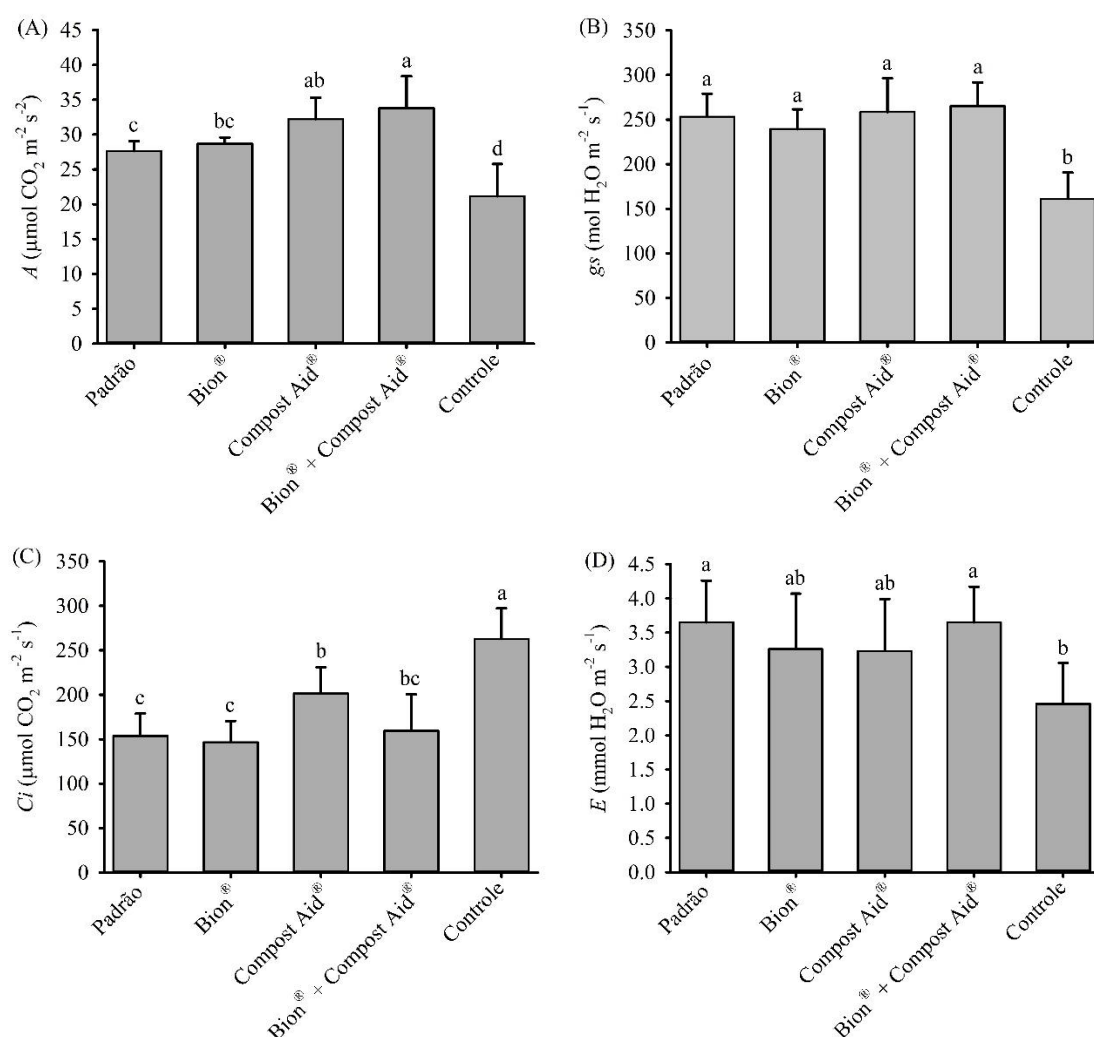 (A)
A (µmol CO₂ m⁻² s⁻²)
45
40
35
30
25
20
15
10
5
0
c
bc
ab
a
d
Padrão
Bion®
Compost Aid®
Bion® + Compost Aid®
Controle
(B)
gs (mol H₂O m⁻² s⁻¹)
350
300
250
200
150
100
50
0
a
a
a
a
b
Padrão
Bion®
Compost Aid®
Bion® + Compost Aid®
Controle
(C)
Ci (µmol CO₂ m⁻² s⁻¹)
350
300
250
200
150
100
50
0
c
c
b
bc
a
Padrão
Bion®
Compost Aid®
Bion® + Compost Aid®
Controle
(D)
E (mmol H₂O m⁻² s⁻¹)
4.5
4.0
3.5
3.0
2.5
2.0
1.5
1.0
0.5
0.0
a
ab
ab
a
b
Padrão
Bion®
Compost Aid®
Bion® + Compost Aid®
Controle